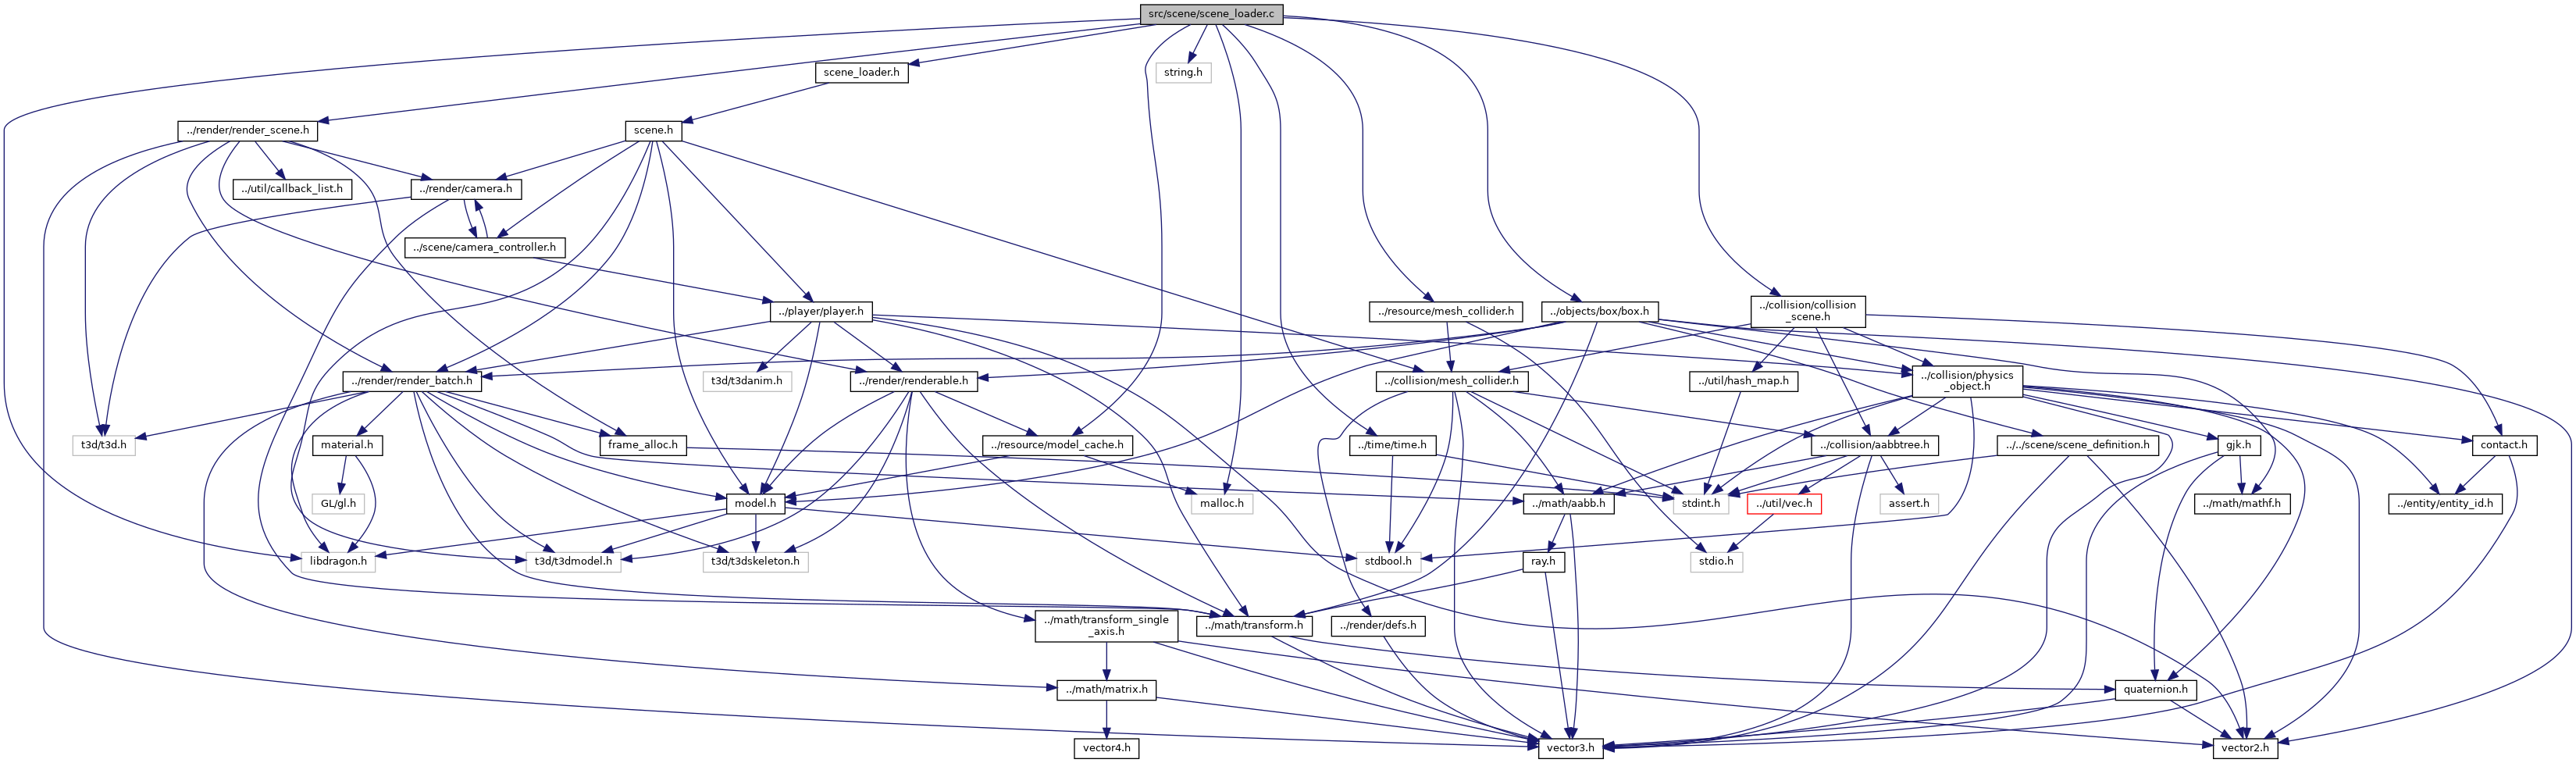 src/scene/scene_loader.c
scene_loader.h
string.h
../render/render_scene.h
scene.h
../util/callback_list.h
../render/camera.h
../scene/camera_controller.h
../player/player.h
../resource/mesh_collider.h
../objects/box/box.h
../collision/collision
_scene.h
../render/render_batch.h
t3d/t3danim.h
../render/renderable.h
../collision/mesh_collider.h
../util/hash_map.h
../collision/physics
_object.h
t3d/t3d.h
material.h
frame_alloc.h
../resource/model_cache.h
../time/time.h
../collision/aabbtree.h
../../scene/scene_definition.h
gjk.h
contact.h
GL/gl.h
model.h
malloc.h
../math/aabb.h
stdint.h
../util/vec.h
assert.h
../math/mathf.h
../entity/entity_id.h
libdragon.h
t3d/t3dmodel.h
t3d/t3dskeleton.h
stdbool.h
ray.h
stdio.h
../math/transform_single
_axis.h
../math/transform.h
../render/defs.h
../math/matrix.h
quaternion.h
vector4.h
vector3.h
vector2.h